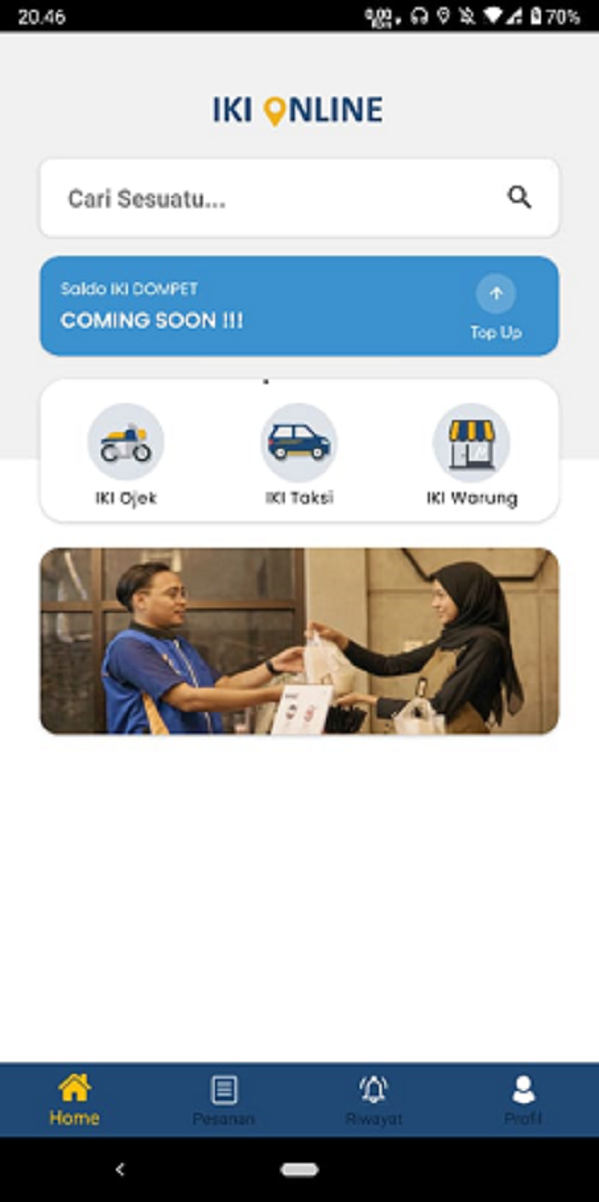 20.46
70%
IKI ONLINE
Cari Sesuatu...
Saldo IKI DOMPET
COMING SOON !!!
Top Up
IKI Ojek
IKI Taksi
IKI Warung
Home
Pesanan
Riwayat
Profil